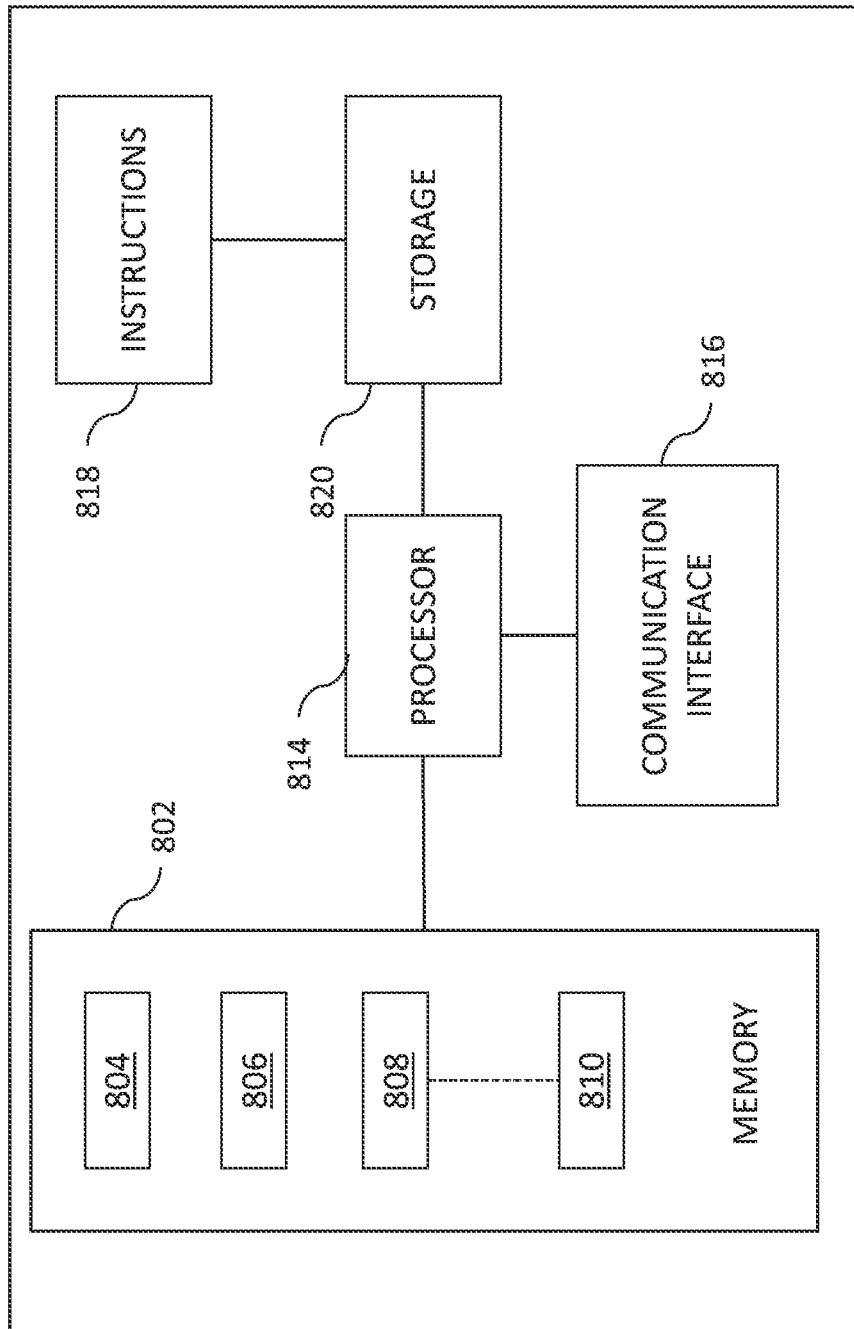 802
804
806
808
810
MEMORY
814
PROCESSOR
COMMUNICATION
INTERFACE
816
818
INSTRUCTIONS
820
STORAGE